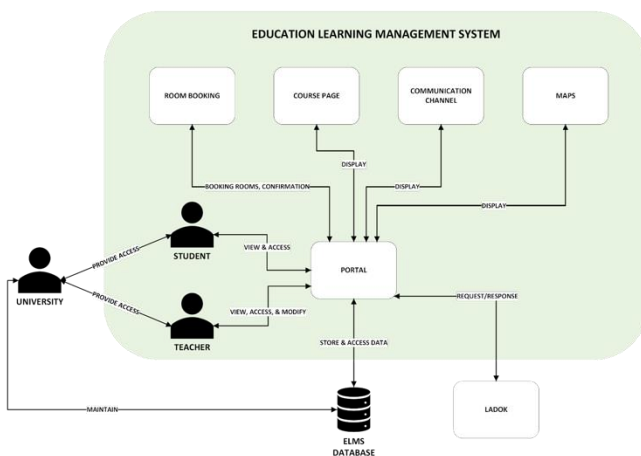 EDUCATION LEARNING MANAGEMENT SYSTEM
ROOM BOOKING
COURSE PAGE
COMMUNICATION
CHANNEL
MAPS
DISPLAY
BOOKING ROOMS, CONFIRMATION
DISPLAY
DISPLAY
PROVIDE ACCESS
STUDENT
VIEW & ACCESS
PORTAL
UNIVERSITY
PROVIDE ACCESS
VIEW, ACCESS, & MODIFY
REQUEST/RESPONSE
TEACHER
STORE & ACCESS DATA
MAINTAIN
LADOK
ELMS
DATABASE